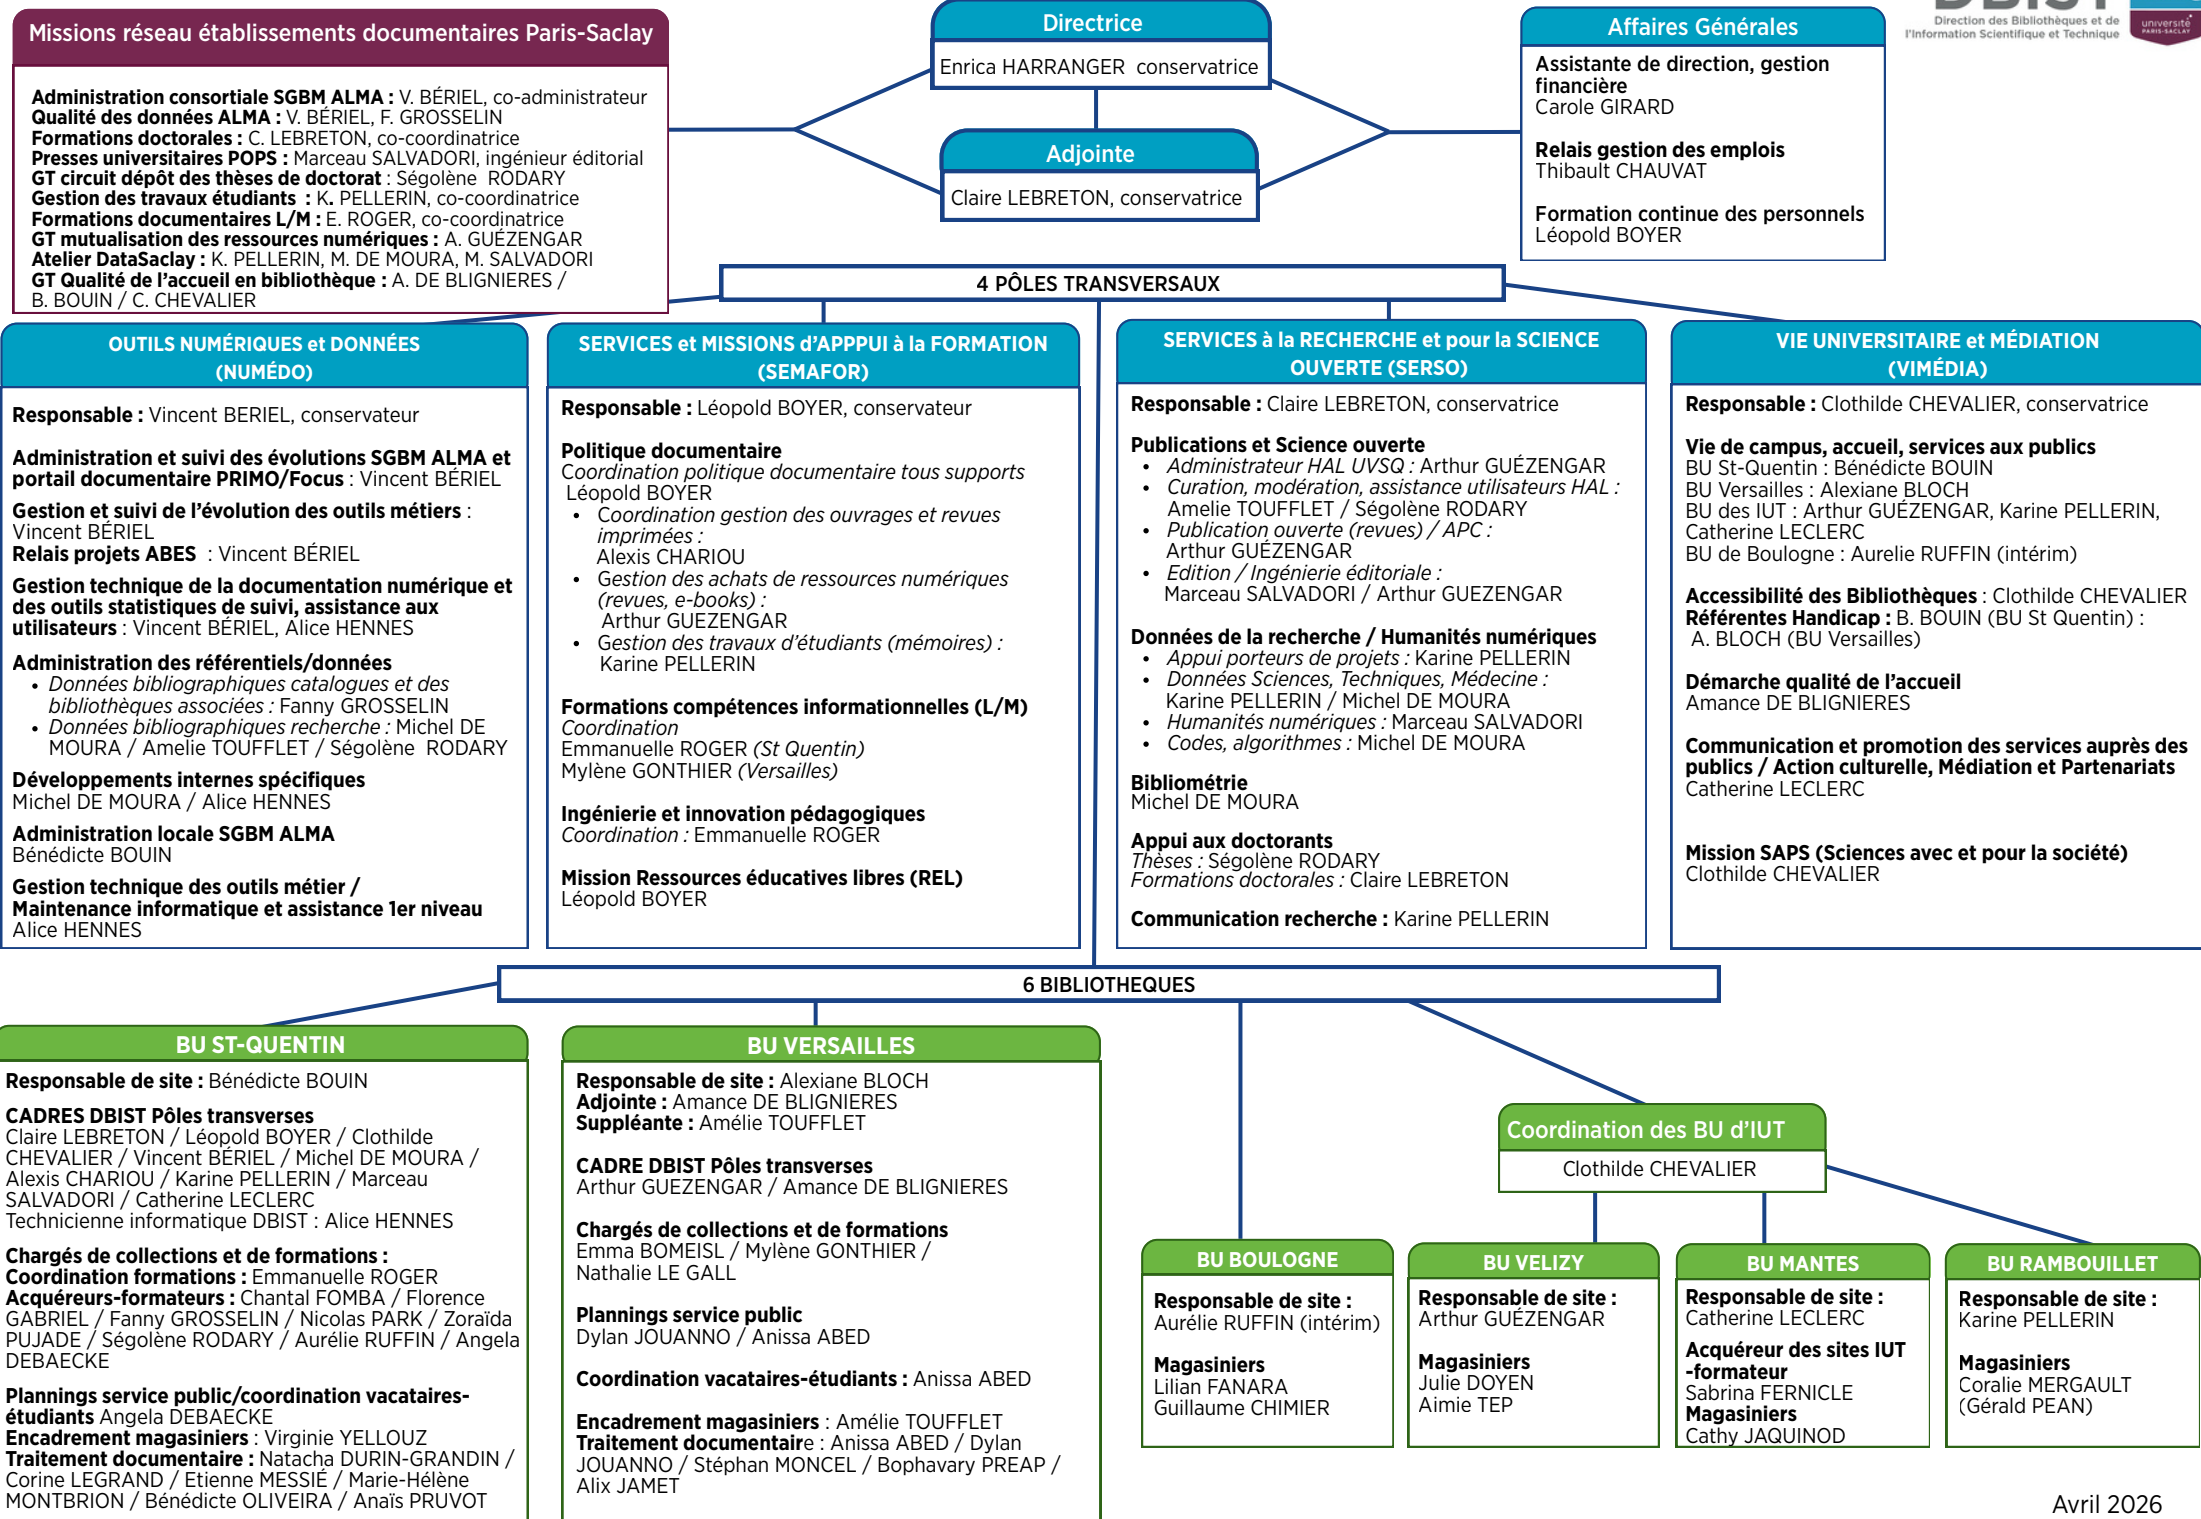 Missions réseau établissements documentaires Paris-Saclay
Administration consortiale SGBM ALMA : V. BÉRIEL, co-administrateur
Qualité des données ALMA : V. BÉRIEL, F. GROSSELIN
Formations doctorales : C. LEBRETON, co-coordinatrice
Presses universitaires POPS : Marceau SALVADORI, ingénieur éditorial
GT circuit dépôt des thèses de doctorat : Ségolène RODARY
Gestion des travaux étudiants : K. PELLERIN, co-coordinatrice
Formations documentaires L/M : E. ROGER, co-coordinatrice
GT mutualisation des ressources numériques : A. GUÉZENGAR
Atelier DataSaclay : K. PELLERIN, M. DE MOURA, M. SALVADORI
GT Qualité de l'accueil en bibliothèque : A. DE BLIGNIERES /
B. BOUIN / C. CHEVALIER
Directrice
Enrica HARRANGER conservatrice
Adjointe
Claire LEBRETON, conservatrice
Affaires Générales
Assistante de direction, gestion
financière
Carole GIRARD
Relais gestion des emplois
Thibault CHAUVAT
Formation continue des personnels
Léopold BOYER
DBIST
Direction des Bibliothèques et de
l'Information Scientifique et Technique
université
PARIS-SACLAY
4 PÔLES TRANSVERSAUX
OUTILS NUMÉRIQUES et DONNÉES
(NUMÉDO)
Responsable : Vincent BERIEL, conservateur
Administration et suivi des évolutions SGBM ALMA et
portail documentaire PRIMO/Focus : Vincent BÉRIEL
Gestion et suivi de l'évolution des outils métiers :
Vincent BÉRIEL
Relais projets ABES : Vincent BÉRIEL
Gestion technique de la documentation numérique et
des outils statistiques de suivi, assistance aux
utilisateurs : Vincent BÉRIEL, Alice HENNES
Administration des référentiels/données
• Données bibliographiques catalogues et des
bibliothèques associées : Fanny GROSSELIN
• Données bibliographiques recherche : Michel DE
MOURA / Amelie TOUFFLET / Ségolène RODARY
Développements internes spécifiques
Michel DE MOURA / Alice HENNES
Administration locale SGBM ALMA
Bénédicte BOUIN
Gestion technique des outils métier /
Maintenance informatique et assistance 1er niveau
Alice HENNES
SERVICES et MISSIONS d'APPPUI à la FORMATION
(SEMAFOR)
Responsable : Léopold BOYER, conservateur
Politique documentaire
Coordination politique documentaire tous supports
Léopold BOYER
• Coordination gestion des ouvrages et revues
imprimées :
Alexis CHARIOU
• Gestion des achats de ressources numériques
(revues, e-books) :
Arthur GUEZENGAR
• Gestion des travaux d'étudiants (mémoires) :
Karine PELLERIN
Formations compétences informationnelles (L/M)
Coordination
Emmanuelle ROGER (St Quentin)
Mylène GONTHIER (Versailles)
Ingénierie et innovation pédagogiques
Coordination : Emmanuelle ROGER
Mission Ressources éducatives libres (REL)
Léopold BOYER
SERVICES à la RECHERCHE et pour la SCIENCE
OUVERTE (SERSO)
Responsable : Claire LEBRETON, conservatrice
Publications et Science ouverte
• Administrateur HAL UVSQ : Arthur GUÉZENGAR
• Curation, modération, assistance utilisateurs HAL :
Amelie TOUFFLET / Ségolène RODARY
• Publication ouverte (revues) / APC :
Arthur GUÉZENGAR
• Edition / Ingénierie éditoriale :
Marceau SALVADORI / Arthur GUEZENGAR
Données de la recherche / Humanités numériques
• Appui porteurs de projets : Karine PELLERIN
• Données Sciences, Techniques, Médecine :
Karine PELLERIN / Michel DE MOURA
• Humanités numériques : Marceau SALVADORI
• Codes, algorithmes : Michel DE MOURA
Bibliométrie
Michel DE MOURA
Appui aux doctorants
Thèses : Ségolène RODARY
Formations doctorales : Claire LEBRETON
Communication recherche : Karine PELLERIN
VIE UNIVERSITAIRE et MÉDIATION
(VIMÉDIA)
Responsable : Clothilde CHEVALIER, conservatrice
Vie de campus, accueil, services aux publics
BU St-Quentin : Bénédicte BOUIN
BU Versailles : Alexiane BLOCH
BU des IUT : Arthur GUÉZENGAR, Karine PELLERIN,
Catherine LECLERC
BU de Boulogne : Aurelie RUFFIN (intérim)
Accessibilité des Bibliothèques : Clothilde CHEVALIER
Référentes Handicap : B. BOUIN (BU St Quentin) :
A. BLOCH (BU Versailles)
Démarche qualité de l'accueil
Amance DE BLIGNIERES
Communication et promotion des services auprès des
publics / Action culturelle, Médiation et Partenariats
Catherine LECLERC
Mission SAPS (Sciences avec et pour la société)
Clothilde CHEVALIER
6 BIBLIOTHEQUES
BU ST-QUENTIN
Responsable de site : Bénédicte BOUIN
CADRES DBIST Pôles transverses
Claire LEBRETON / Léopold BOYER / Clothilde
CHEVALIER / Vincent BÉRIEL / Michel DE MOURA /
Alexis CHARIOU / Karine PELLERIN / Marceau
SALVADORI / Catherine LECLERC
Technicienne informatique DBIST : Alice HENNES
Chargés de collections et de formations :
Coordination formations : Emmanuelle ROGER
Acquéreurs-formateurs : Chantal FOMBA / Florence
GABRIEL / Fanny GROSSELIN / Nicolas PARK / Zoraïda
PUJADE / Ségolène RODARY / Aurélie RUFFIN / Angela
DEBAECKE
Plannings service public/coordination vacataires-
étudiants Angela DEBAECKE
Encadrement magasiniers : Virginie YELLOUZ
Traitement documentaire : Natacha DURIN-GRANDIN /
Corine LEGRAND / Etienne MESSIÉ / Marie-Hélène
MONTBRION / Bénédicte OLIVEIRA / Anaïs PRUVOT
BU VERSAILLES
Responsable de site : Alexiane BLOCH
Adjointe : Amance DE BLIGNIERES
Suppléante : Amélie TOUFFLET
CADRE DBIST Pôles transverses
Arthur GUEZENGAR / Amance DE BLIGNIERES
Chargés de collections et de formations
Emma BOMEISL / Mylène GONTHIER /
Nathalie LE GALL
Plannings service public
Dylan JOUANNO / Anissa ABED
Coordination vacataires-étudiants : Anissa ABED
Encadrement magasiniers : Amélie TOUFFLET
Traitement documentaire : Anissa ABED / Dylan
JOUANNO / Stéphan MONCEL / Bophavary PREAP /
Alix JAMET
Coordination des BU d'IUT
Clothilde CHEVALIER
BU BOULOGNE
Responsable de site :
Aurélie RUFFIN (intérim)
Magasiniers
Lilian FANARA
Guillaume CHIMIER
BU VELIZY
Responsable de site :
Arthur GUÉZENGAR
Magasiniers
Julie DOYEN
Aimie TEP
BU MANTES
Responsable de site :
Catherine LECLERC
Acquéreur des sites IUT
-formateur
Sabrina FERNICLE
Magasiniers
Cathy JAQUINOD
BU RAMBOUILLET
Responsable de site :
Karine PELLERIN
Magasiniers
Coralie MERGAULT
(Gérald PEAN)
Avril 2026